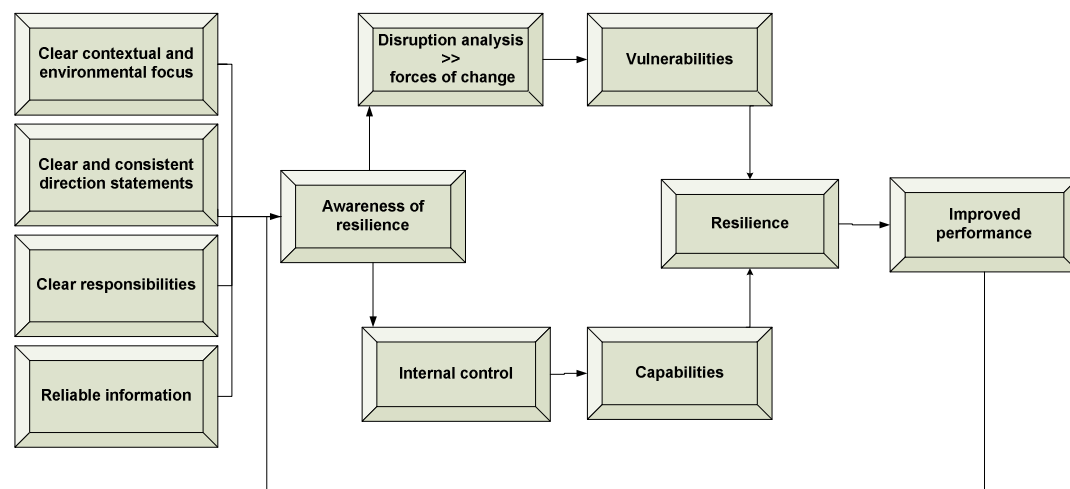 Clear contextual and
environmental focus
Clear and consistent
direction statements
Clear responsibilities
Reliable information
Awareness of
resilience
Disruption analysis
>>
forces of change
Vulnerabilities
Internal control
Capabilities
Resilience
Improved
performance